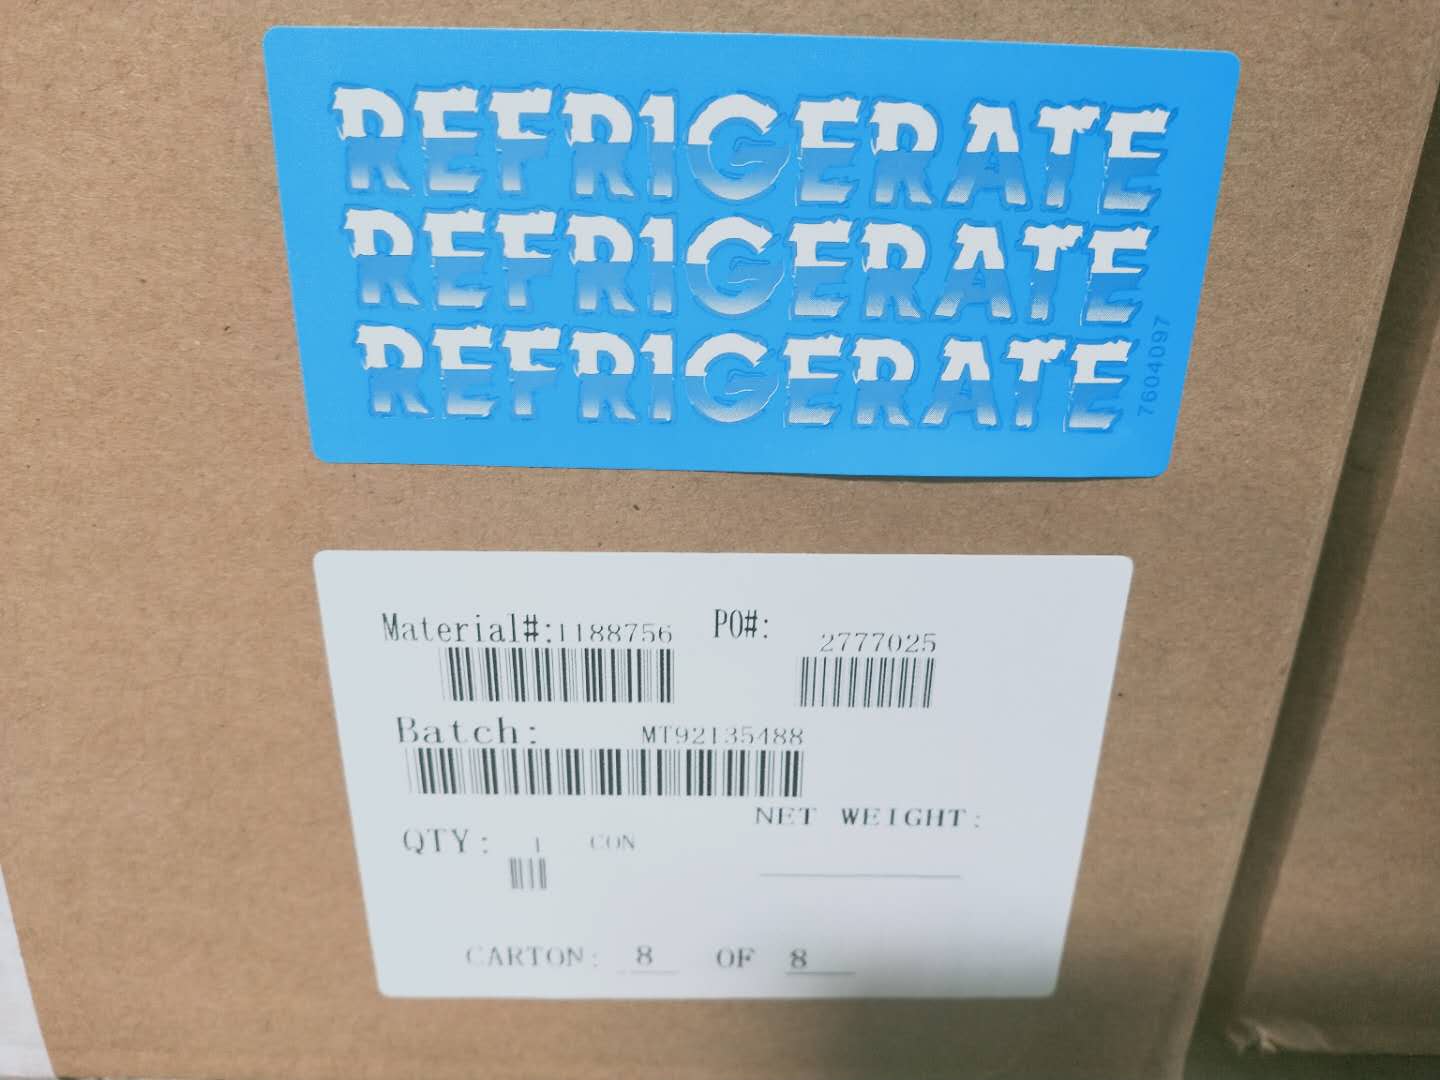 REFRIGERATE
REFRIGERATE
REFRIGERATE
7604097
Material#:1188756 PO#: 2777025
Batch: MT92135488
NET WEIGHT:
QTY: 1 CON
CARTON: 8 OF 8